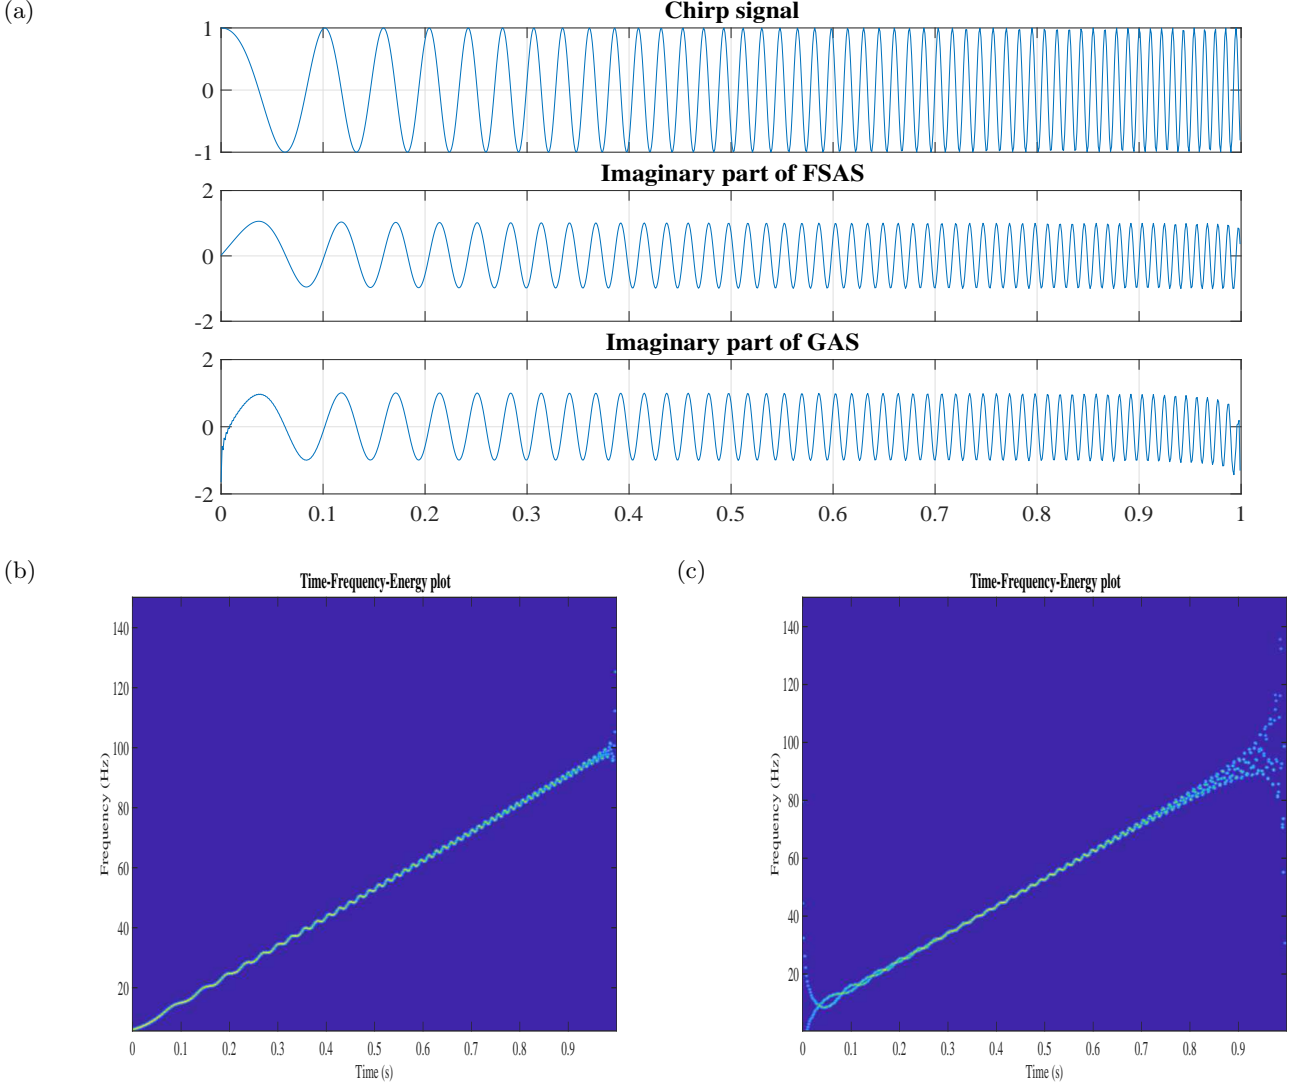 (a)
Chirp signal
1
0
-1
Imaginary part of FSAS
2
0
-2
Imaginary part of GAS
2
0
-2
0 0.1 0.2 0.3 0.4 0.5 0.6 0.7 0.8 0.9 1
(b)
Time-Frequency-Energy plot
140
120
100
80
60
40
20
Frequency (Hz)
0 0.1 0.2 0.3 0.4 0.5 0.6 0.7 0.8 0.9
Time (s)
(c)
Time-Frequency-Energy plot
140
120
100
80
60
40
20
Frequency (Hz)
0 0.1 0.2 0.3 0.4 0.5 0.6 0.7 0.8 0.9
Time (s)